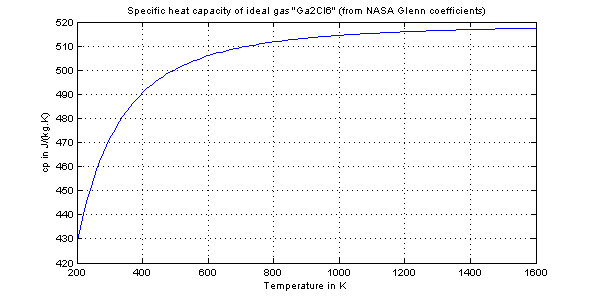 Specific heat capacity of ideal gas "Ga2Cl6" (from NASA Glenn coefficients)
520
510
500
490
480
470
460
450
440
430
420
cp in J/(kg.K)
200 400 600 800 1000 1200 1400 1600
Temperature in K